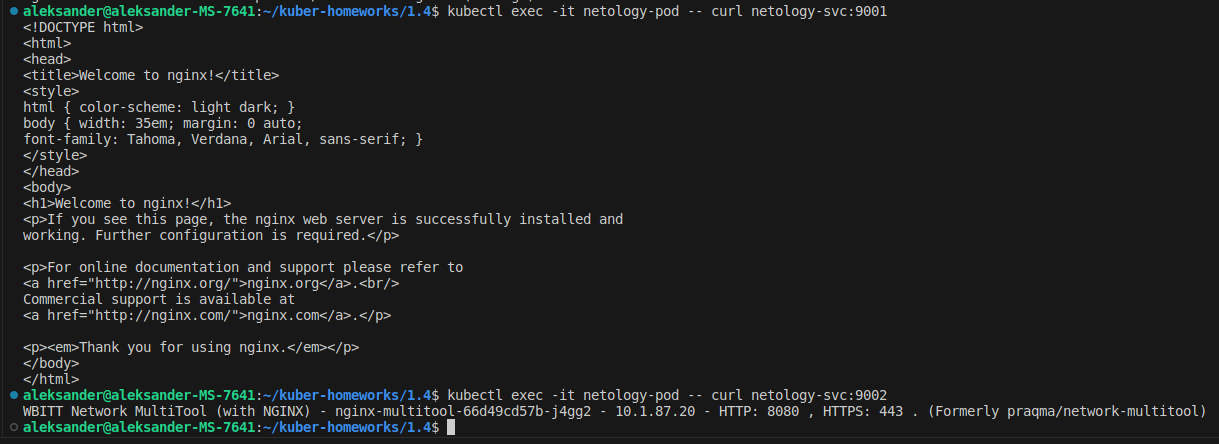 aleksander@aleksander-MS-7641:~/kuber-homeworks/1.4$ kubectl exec -it netology-pod -- curl netology-svc:9001
<!DOCTYPE html>
<html>
<head>
<title>Welcome to nginx!</title>
<style>
html { color-scheme: light dark; }
body { width: 35em; margin: 0 auto;
font-family: Tahoma, Verdana, Arial, sans-serif; }
</style>
</head>
<body>
<h1>Welcome to nginx!</h1>
<p>If you see this page, the nginx web server is successfully installed and
working. Further configuration is required.</p>

<p>For online documentation and support please refer to
<a href="http://nginx.org/">nginx.org</a>.<br/>
Commercial support is available at
<a href="http://nginx.com/">nginx.com</a>.</p>

<p><em>Thank you for using nginx.</em></p>
</body>
</html>
aleksander@aleksander-MS-7641:~/kuber-homeworks/1.4$ kubectl exec -it netology-pod -- curl netology-svc:9002
WBITT Network MultiTool (with NGINX) - nginx-multitool-66d49cd57b-j4gg2 - 10.1.87.20 - HTTP: 8080 , HTTPS: 443 . (Formerly praqma/network-multitool)
aleksander@aleksander-MS-7641:~/kuber-homeworks/1.4$